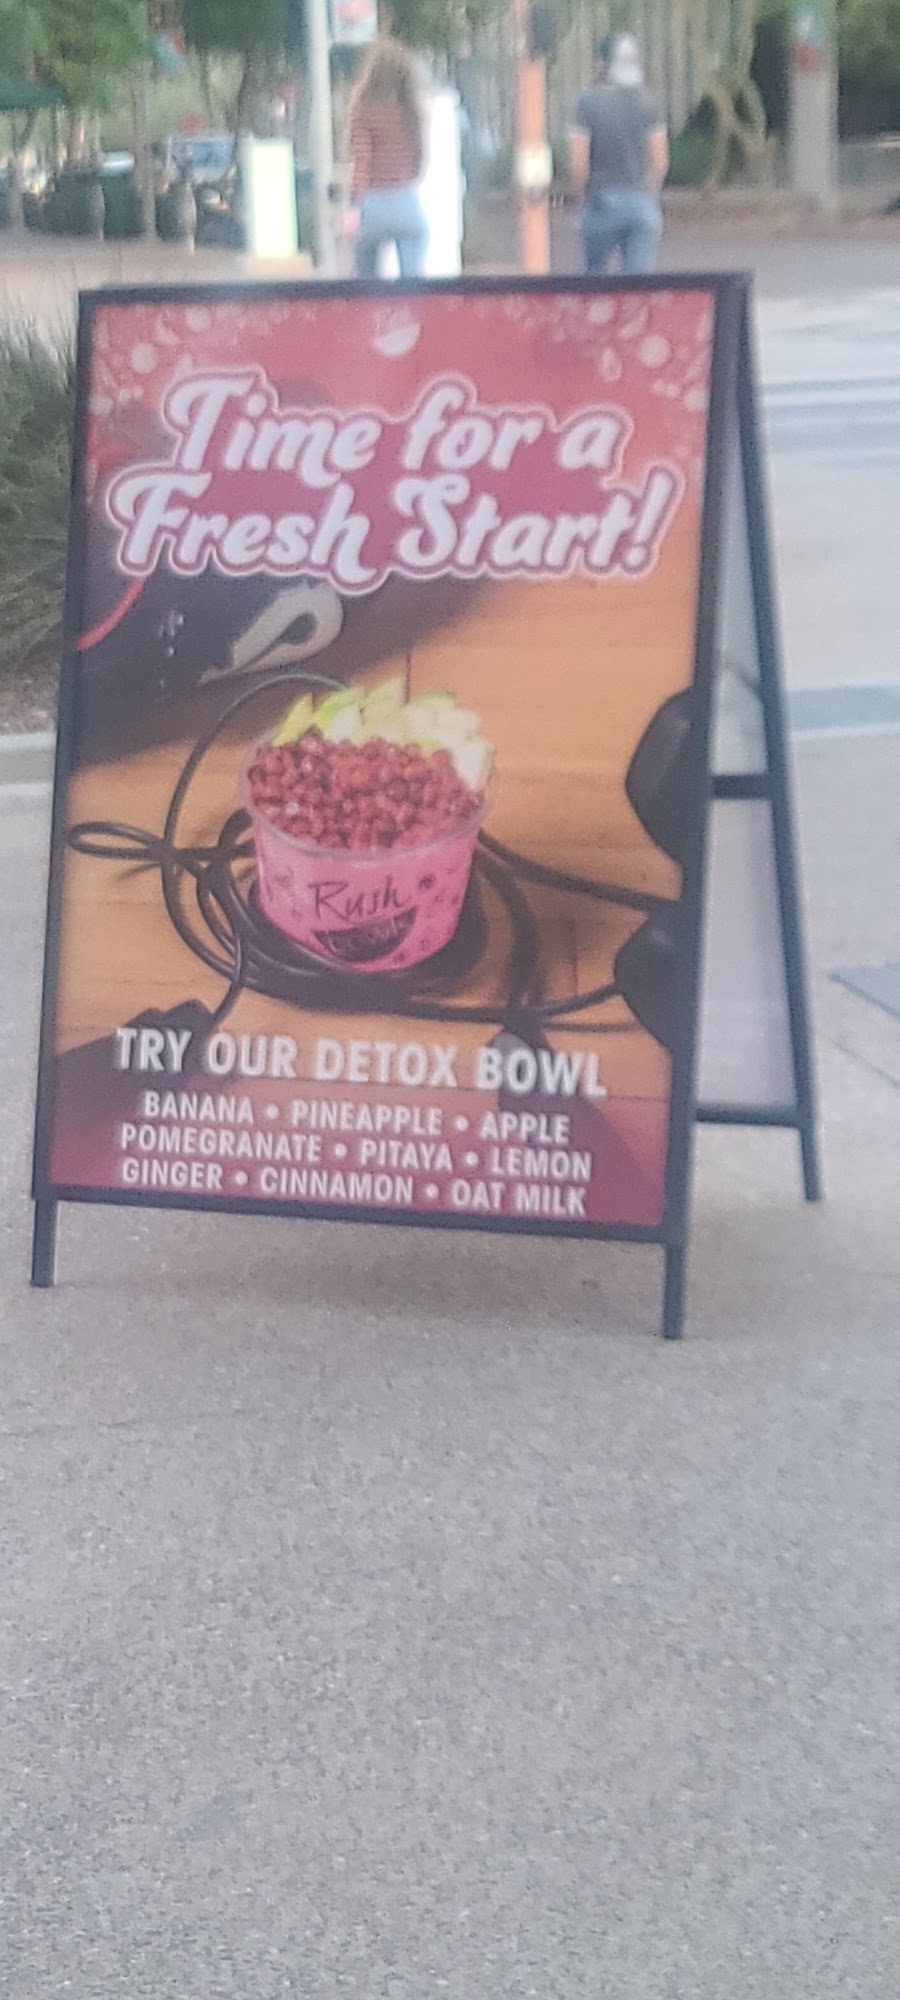 Time for a
Fresh Start!
Rush
BOWLS
TRY OUR DETOX BOWL
BANANA • PINEAPPLE • APPLE
POMEGRANATE • PITAYA • LEMON
GINGER • CINNAMON • OAT MILK